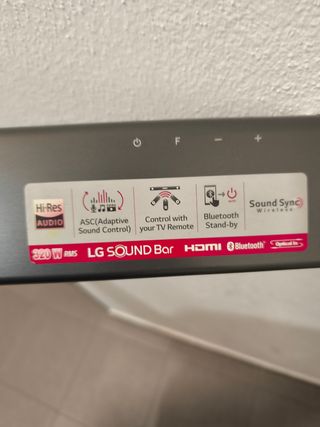 F
Hi-Res
AUDIO
ASC(Adaptive
Sound Control)
Control with
your TV Remote
Bluetooth
Stand-by
Sound Sync
Wireless
320 W RMS
LG SOUND Bar
HDMI
Bluetooth
Optical In